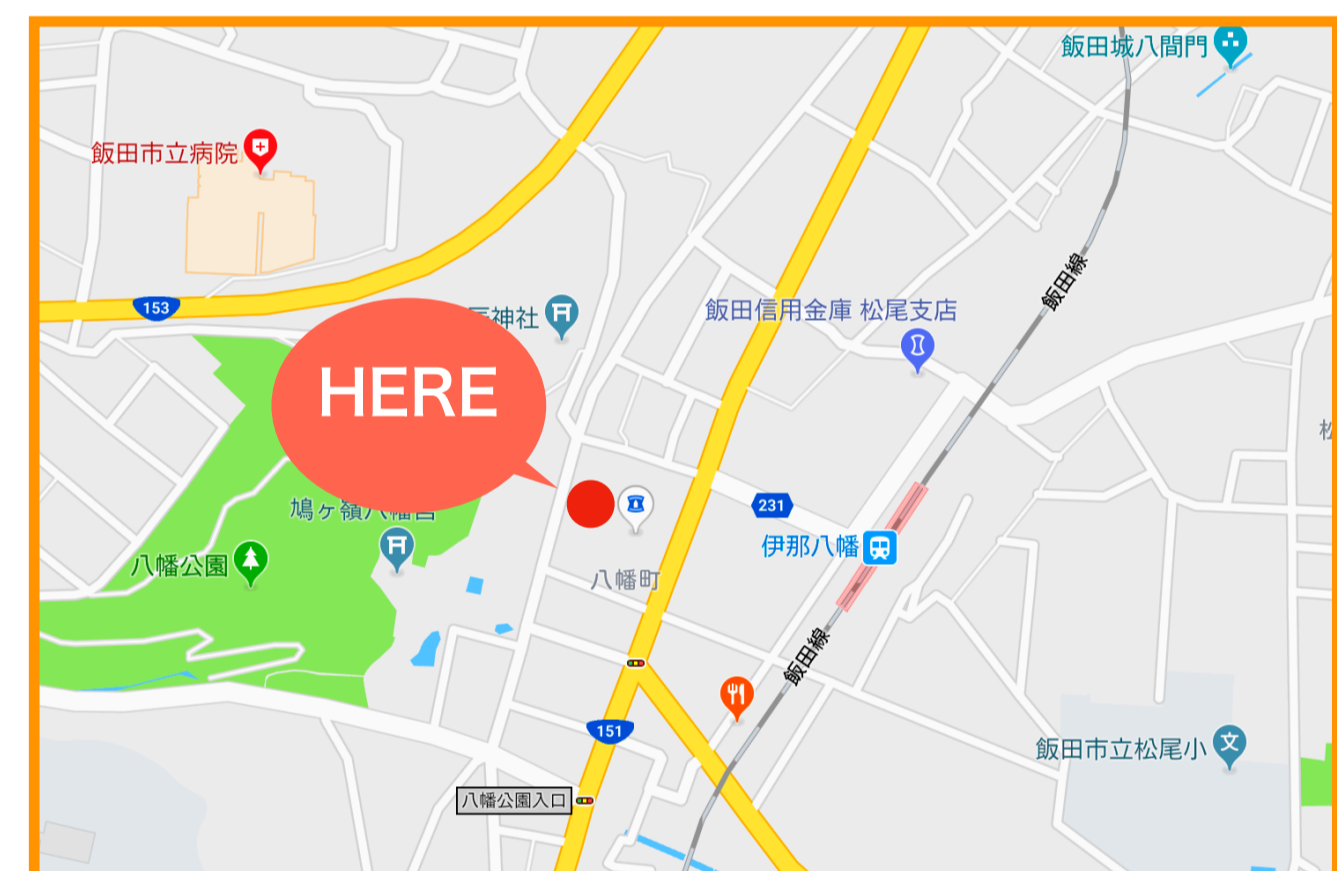 飯田城八間門
飯田市立病院
飯田線
153
神社
飯田信用金庫 松尾支店
HERE
鳩ヶ嶺八幡宮
231
伊那八幡
八幡公園
八幡町
飯田線
151
飯田市立松尾小
文
八幡公園入口